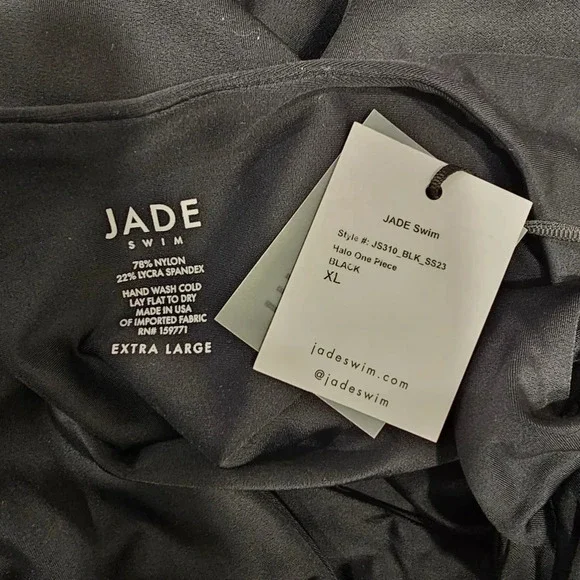 JADE
SWIM
78% NYLON
22% LYCRA SPANDEX
HAND WASH COLD
LAY FLAT TO DRY
MADE IN USA
OF IMPORTED FABRIC
RN# 159771
EXTRA LARGE
JADE Swim
Style #: JS310_BLK_SS23
Halo One Piece
BLACK
XL
jadeswim.com
@jadeswim